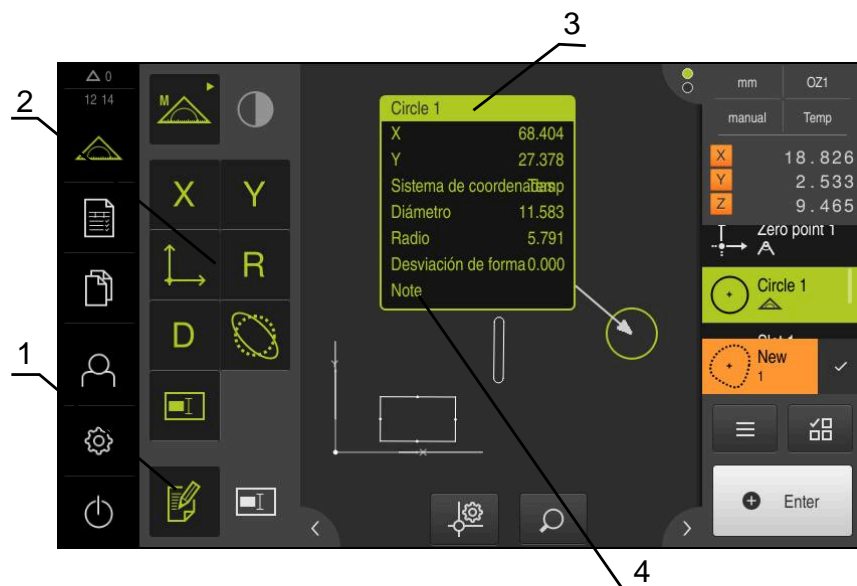 3
2
1
4
0
12 14
M
X
Y
R
D
Circle 1
X 68.404
Y 27.378
Sistema de coordenadas Temp
Diámetro 11.583
Radio 5.791
Desviación de forma 0.000
Note
Y
X
mm OZ1
manual Temp
X 18.826
Y 2.533
Z 9.465
Zero point 1
Circle 1
New
1
Enter